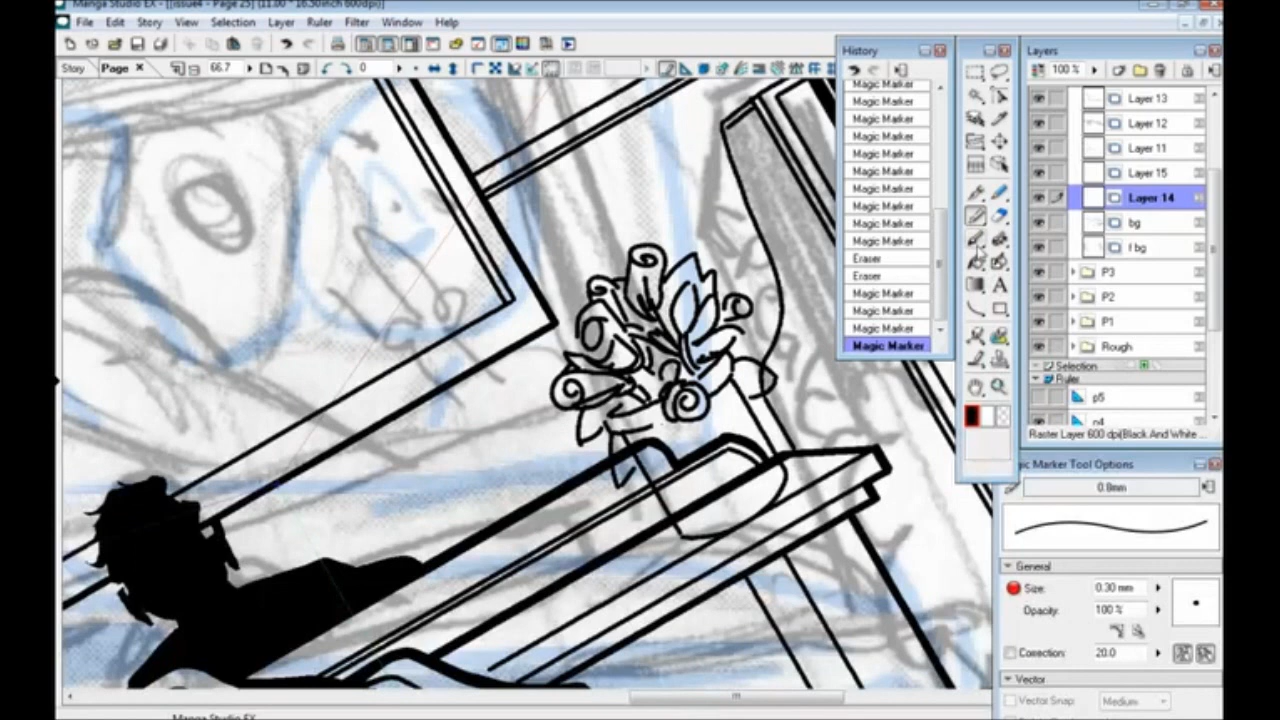 Manga Studio EX - [[issue4 - Page 25] (11.00 * 16.50inch 600dpi)]
File Edit Story View Selection Layer Ruler Filter Window Help
Story Page × 66.7 0
History
Magic Marker
Magic Marker
Magic Marker
Magic Marker
Magic Marker
Magic Marker
Magic Marker
Magic Marker
Magic Marker
Magic Marker
Eraser
Eraser
Magic Marker
Magic Marker
Magic Marker
Magic Marker
Layers
100 %
Layer 13
Layer 12
Layer 11
Layer 15
Layer 14
bg
f bg
P3
P2
P1
Rough
Selection
Ruler
p5
p4
Raster Layer 600 dpi(Black And White ...
gic Marker Tool Options
0.8mm
General
Size: 0.30 mm
Opacity: 100 %
Correction: 20.0
Vector
Vector Snap: Medium
Manga Studio EX